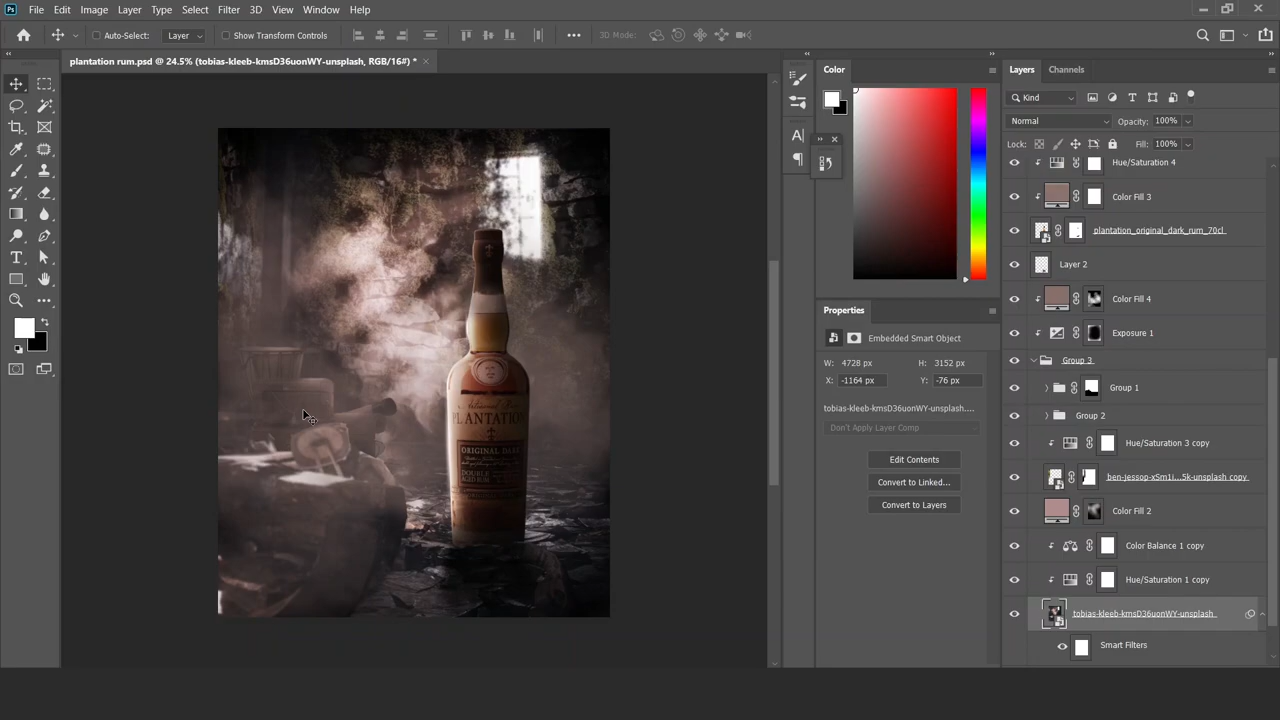 Ps File Edit Image Layer Type Select Filter 3D View Window Help
Auto-Select: Layer Show Transform Controls 3D Mode:
plantation rum.psd @ 24.5% (tobias-kleeb-kmsD36uonWY-unsplash, RGB/16#) *
Color
Properties
Embedded Smart Object
W: 4728 px H: 3152 px
X: -1164 px Y: -76 px
tobias-kleeb-kmsD36uonWY-unsplash....
Don't Apply Layer Comp
Edit Contents
Convert to Linked...
Convert to Layers
Layers Channels
Kind
Normal Opacity: 100%
Lock: Fill: 100%
Hue/Saturation 4
Color Fill 3
plantation_original_dark_rum_70cl
Layer 2
Color Fill 4
Exposure 1
Group 3
Group 1
Group 2
Hue/Saturation 3 copy
ben-jessop-xSm1i...5k-unsplash copy
Color Fill 2
Color Balance 1 copy
Hue/Saturation 1 copy
tobias-kleeb-kmsD36uonWY-unsplash
Smart Filters
PLANTATION
ORIGINAL DARK
DOUBLE
AGED RUM